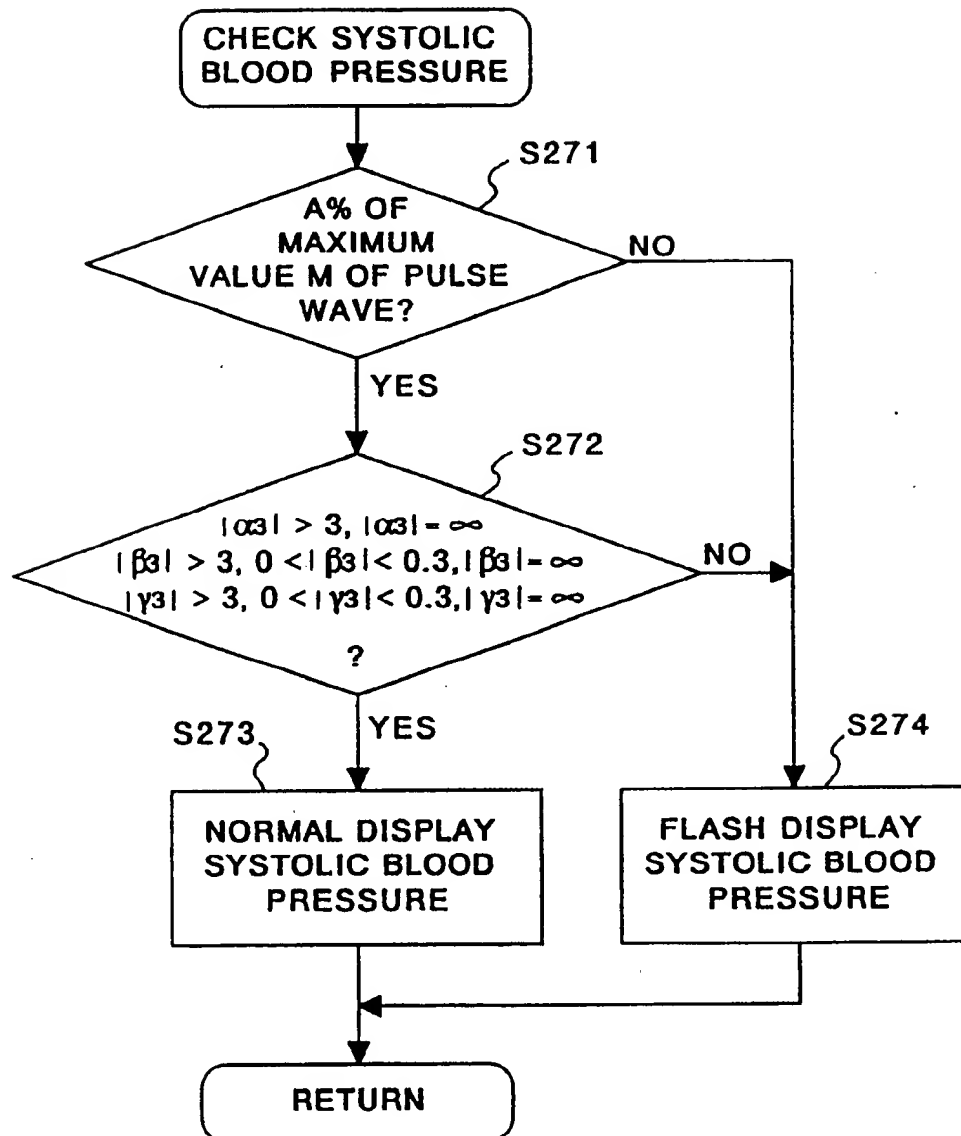 CHECK SYSTOLIC
BLOOD PRESSURE
S271
A% OF
MAXIMUM
VALUE M OF PULSE
WAVE?
NO
YES
S272
|α3| > 3, |α3| = ∞
|β3| > 3, 0 < |β3| < 0.3, |β3| = ∞
|γ3| > 3, 0 < |γ3| < 0.3, |γ3| = ∞
?
NO
YES
S273
S274
NORMAL DISPLAY
SYSTOLIC BLOOD
PRESSURE
FLASH DISPLAY
SYSTOLIC BLOOD
PRESSURE
RETURN